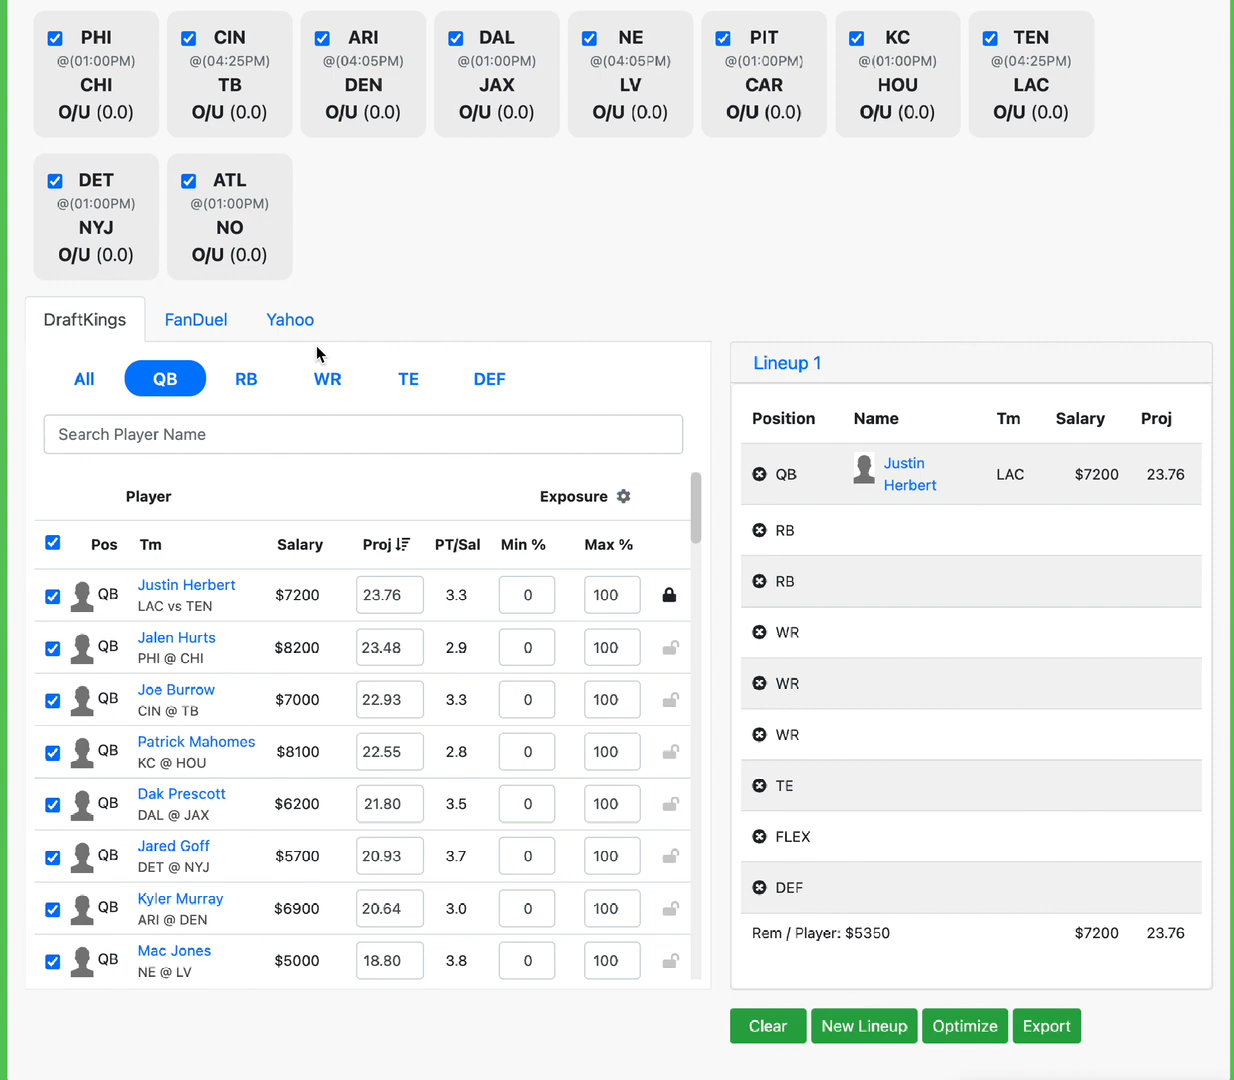 PHI CIN ARI DAL NE PIT KC TEN
@(01:00PM) @(04:25PM) @(04:05PM) @(01:00PM) @(04:05PM) @(01:00PM) @(01:00PM) @(04:25PM)
CHI TB DEN JAX LV CAR HOU LAC
O/U (0.0) O/U (0.0) O/U (0.0) O/U (0.0) O/U (0.0) O/U (0.0) O/U (0.0) O/U (0.0)
DET ATL
@(01:00PM) @(01:00PM)
NYJ NO
O/U (0.0) O/U (0.0)
DraftKings FanDuel Yahoo
All QB RB WR TE DEF
Search Player Name
Player Exposure
Pos Tm Salary Proj PT/Sal Min % Max %
QB Justin Herbert $7200 23.76 3.3 0 100
LAC vs TEN
QB Jalen Hurts $8200 23.48 2.9 0 100
PHI @ CHI
QB Joe Burrow $7000 22.93 3.3 0 100
CIN @ TB
QB Patrick Mahomes $8100 22.55 2.8 0 100
KC @ HOU
QB Dak Prescott $6200 21.80 3.5 0 100
DAL @ JAX
QB Jared Goff $5700 20.93 3.7 0 100
DET @ NYJ
QB Kyler Murray $6900 20.64 3.0 0 100
ARI @ DEN
QB Mac Jones $5000 18.80 3.8 0 100
NE @ LV
Lineup 1
Position Name Tm Salary Proj
QB Justin Herbert LAC $7200 23.76
RB
RB
WR
WR
WR
TE
FLEX
DEF
Rem / Player: $5350 $7200 23.76
Clear New Lineup Optimize Export